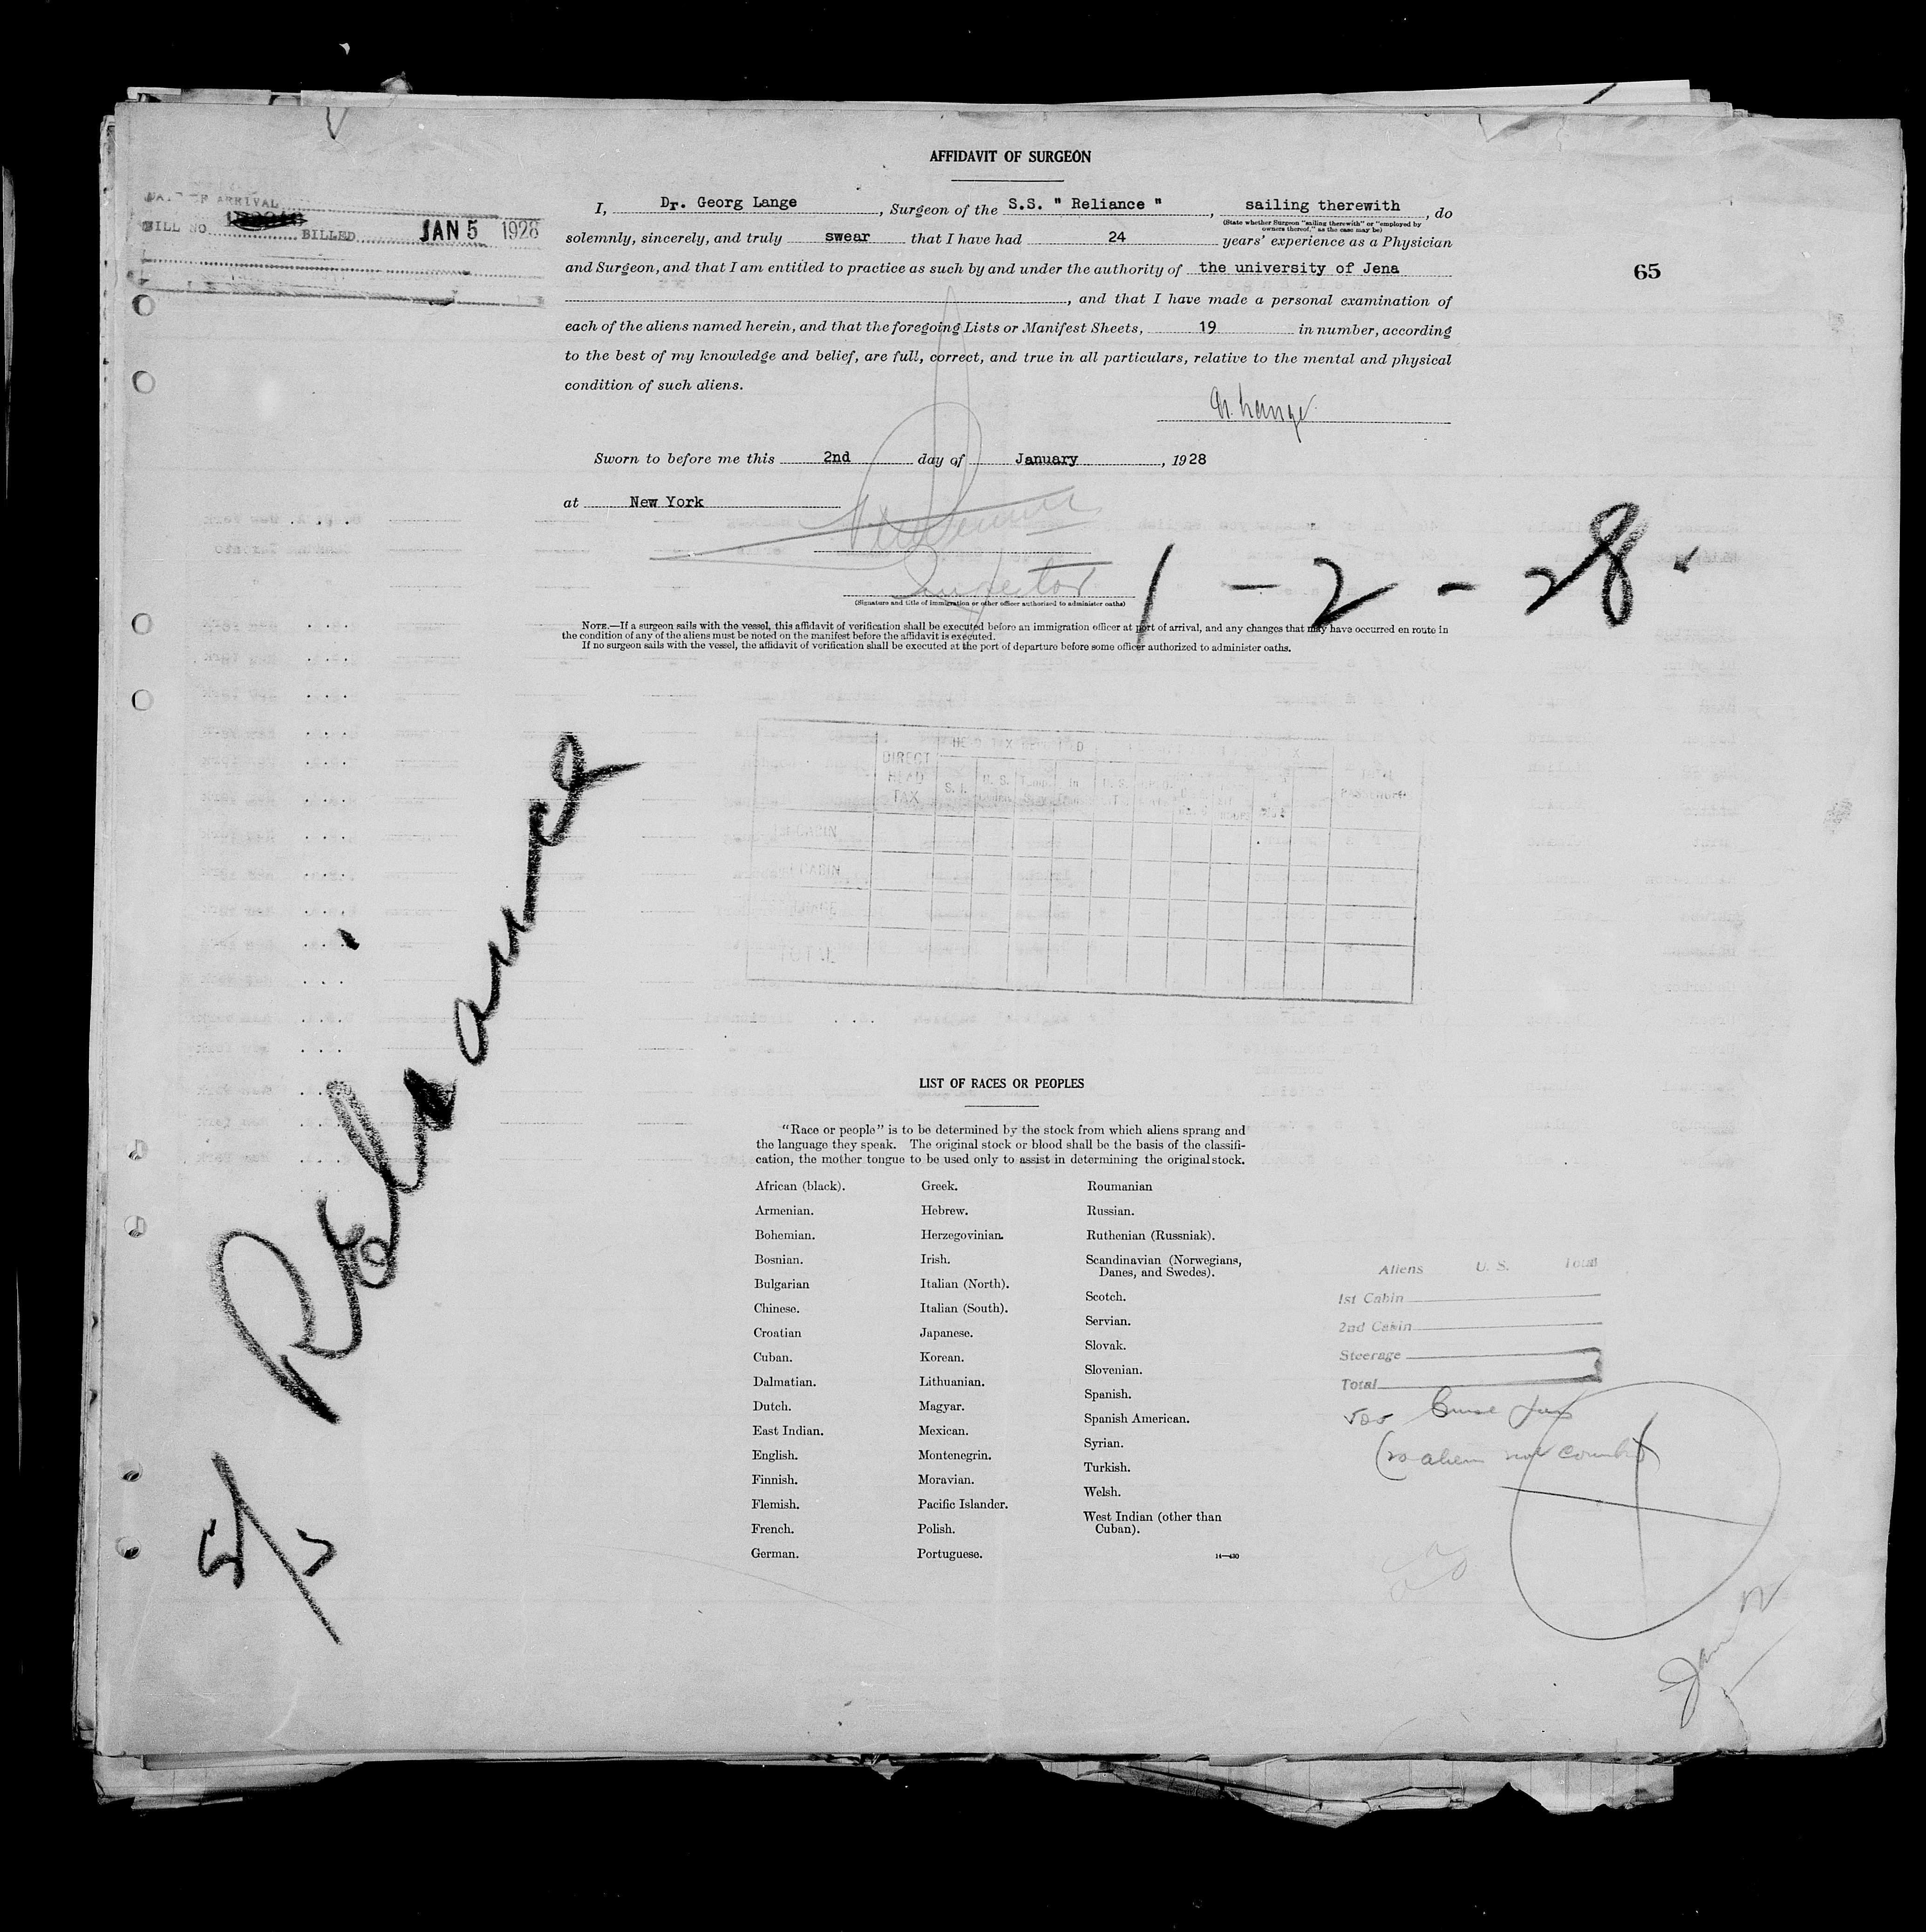 AFFIDAVIT OF SURGEON
I, Dr. Georg Lange, Surgeon of the S.S. " Reliance ", sailing therewith, do
(State whether Surgeon "sailing therewith" or "employed by
owners thereof," as the case may be)
solemnly, sincerely, and truly swear that I have had 24 years' experience as a Physician
and Surgeon, and that I am entitled to practice as such by and under the authority of the university of Jena
, and that I have made a personal examination of
each of the aliens named herein, and that the foregoing Lists or Manifest Sheets, 19 in number, according
to the best of my knowledge and belief, are full, correct, and true in all particulars, relative to the mental and physical
condition of such aliens.
Dr. Lange
Sworn to before me this 2nd day of January, 1928
at New York
Inspector
(Signature and title of immigration or other officer authorized to administer oaths)
NOTE.—If a surgeon sails with the vessel, this affidavit of verification shall be executed before an immigration officer at port of arrival, and any changes that may have occurred en route in
the condition of any of the aliens must be noted on the manifest before the affidavit is executed.
If no surgeon sails with the vessel, the affidavit of verification shall be executed at the port of departure before some officer authorized to administer oaths.
DATE OF ARRIVAL
BILL NO. BILLED JAN 5 1928
65
1-2-28.
Reliance
DIRECT HEAD TAX
S.I.
U.S.
1st CABIN
CABIN
TOTAL
LIST OF RACES OR PEOPLES
"Race or people" is to be determined by the stock from which aliens sprang and
the language they speak. The original stock or blood shall be the basis of the classifi-
cation, the mother tongue to be used only to assist in determining the original stock.
African (black).
Armenian.
Bohemian.
Bosnian.
Bulgarian
Chinese.
Croatian
Cuban.
Dalmatian.
Dutch.
East Indian.
English.
Finnish.
Flemish.
French.
German.
Greek.
Hebrew.
Herzegovinian.
Irish.
Italian (North).
Italian (South).
Japanese.
Korean.
Lithuanian.
Magyar.
Mexican.
Montenegrin.
Moravian.
Pacific Islander.
Polish.
Portuguese.
Roumanian
Russian.
Ruthenian (Russniak).
Scandinavian (Norwegians,
Danes, and Swedes).
Scotch.
Servian.
Slovak.
Slovenian.
Spanish.
Spanish American.
Syrian.
Turkish.
Welsh.
West Indian (other than
Cuban).
14—430
Aliens U. S. Total
1st Cabin
2nd Cabin
Steerage
Total
Jan